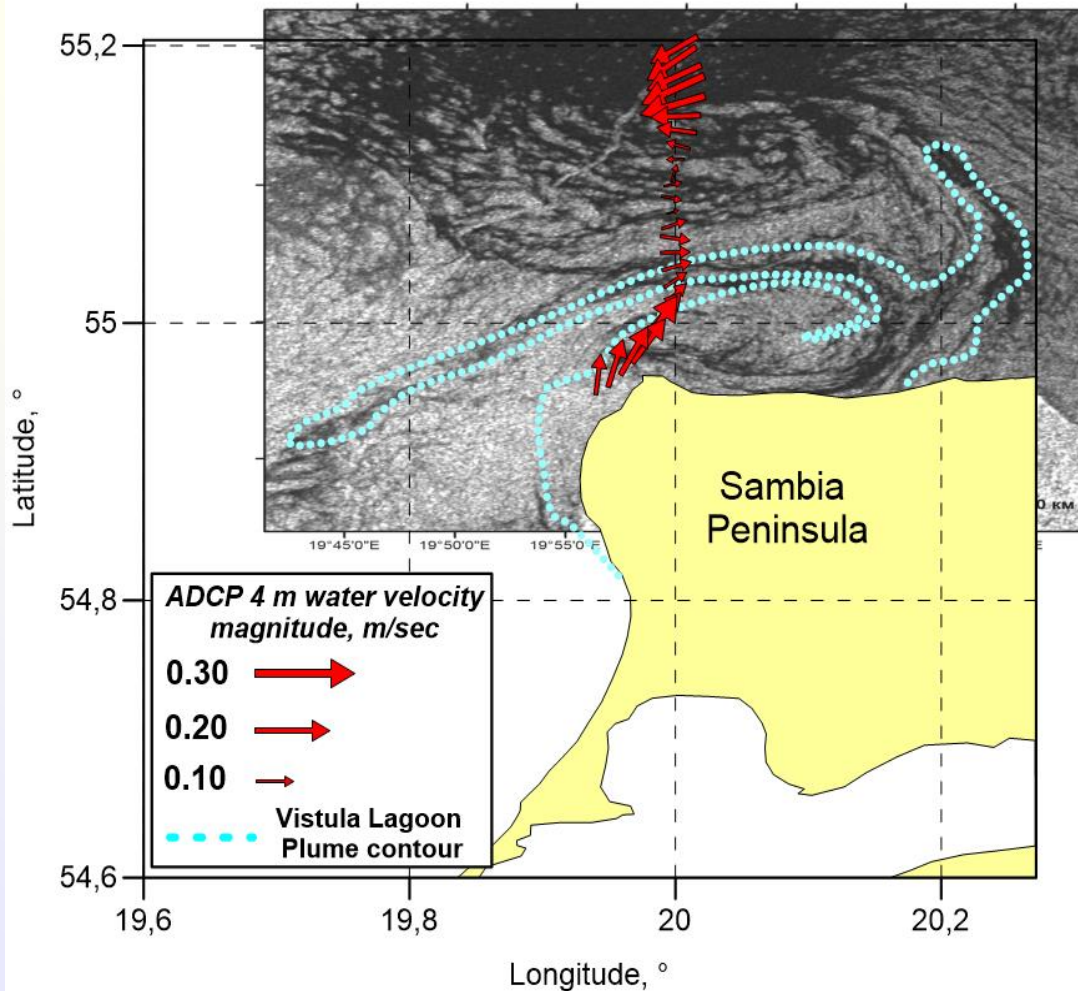 55,2
55
54,8
54,6
Latitude, °
19°45'0"E
19°50'0"E
19°55'0"E
0 км
E
Sambia
Peninsula
ADCP 4 m water velocity
magnitude, m/sec
0.30
0.20
0.10
Vistula Lagoon
Plume contour
19,6
19,8
20
20,2
Longitude, °